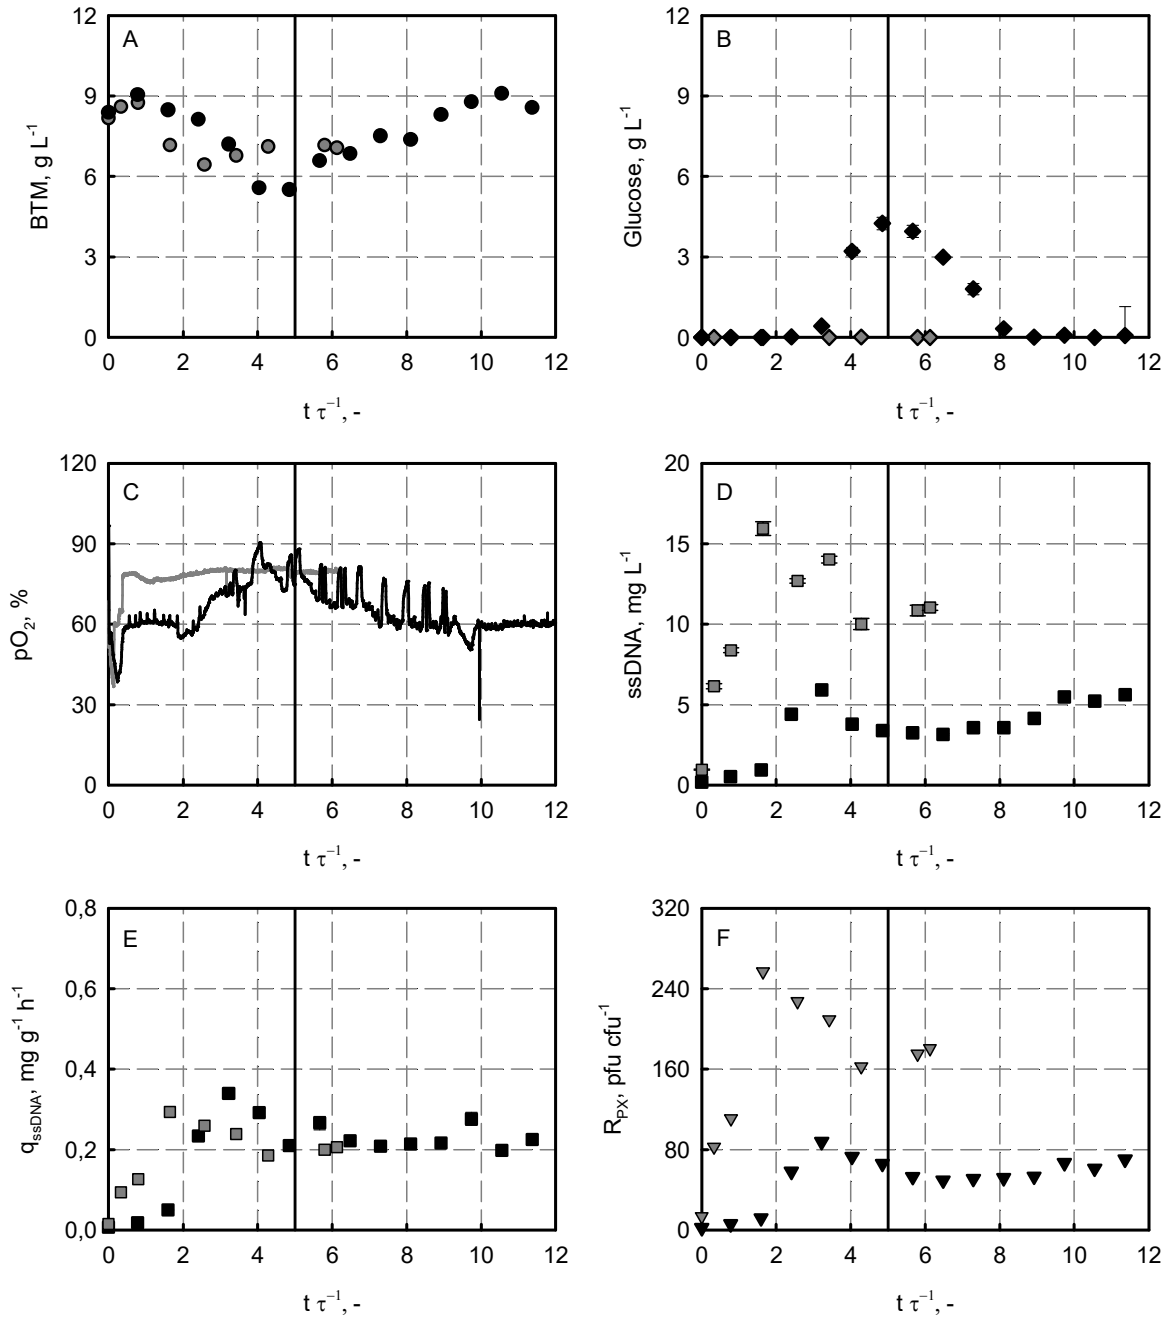 A
12
9
6
3
0
BTM, g L⁻¹
0 2 4 6 8 10 12
t τ⁻¹, -
B
12
9
6
3
0
Glucose, g L⁻¹
0 2 4 6 8 10 12
t τ⁻¹, -
C
120
90
60
30
0
pO₂, %
0 2 4 6 8 10 12
t τ⁻¹, -
D
20
15
10
5
0
ssDNA, mg L⁻¹
0 2 4 6 8 10 12
t τ⁻¹, -
E
0,8
0,6
0,4
0,2
0,0
q_ssDNA, mg g⁻¹ h⁻¹
0 2 4 6 8 10 12
t τ⁻¹, -
F
320
240
160
80
0
R_PX, pfu cfu⁻¹
0 2 4 6 8 10 12
t τ⁻¹, -